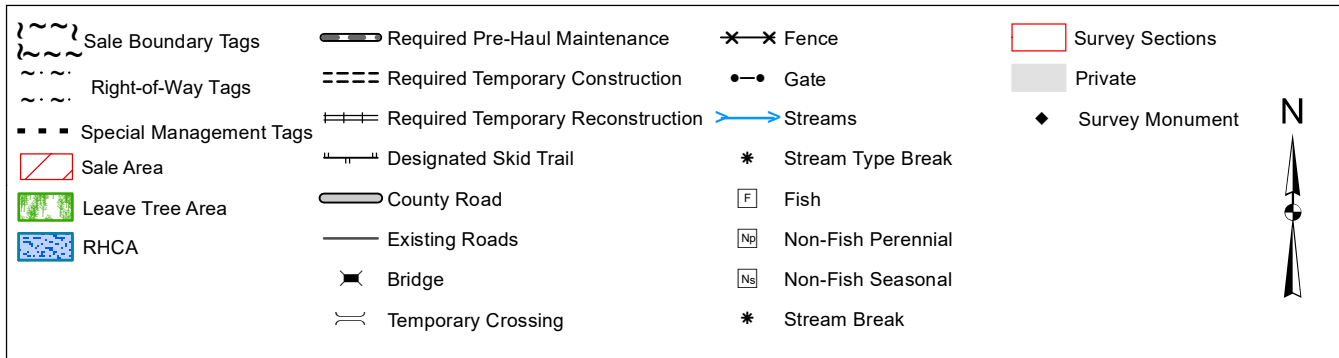 Sale Boundary Tags
Right-of-Way Tags
Special Management Tags
Sale Area
Leave Tree Area
RHCA
Required Pre-Haul Maintenance
Required Temporary Construction
Required Temporary Reconstruction
Designated Skid Trail
County Road
Existing Roads
Bridge
Temporary Crossing
Fence
Gate
Streams
Stream Type Break
F Fish
Np Non-Fish Perennial
Ns Non-Fish Seasonal
Stream Break
Survey Sections
Private
Survey Monument
N